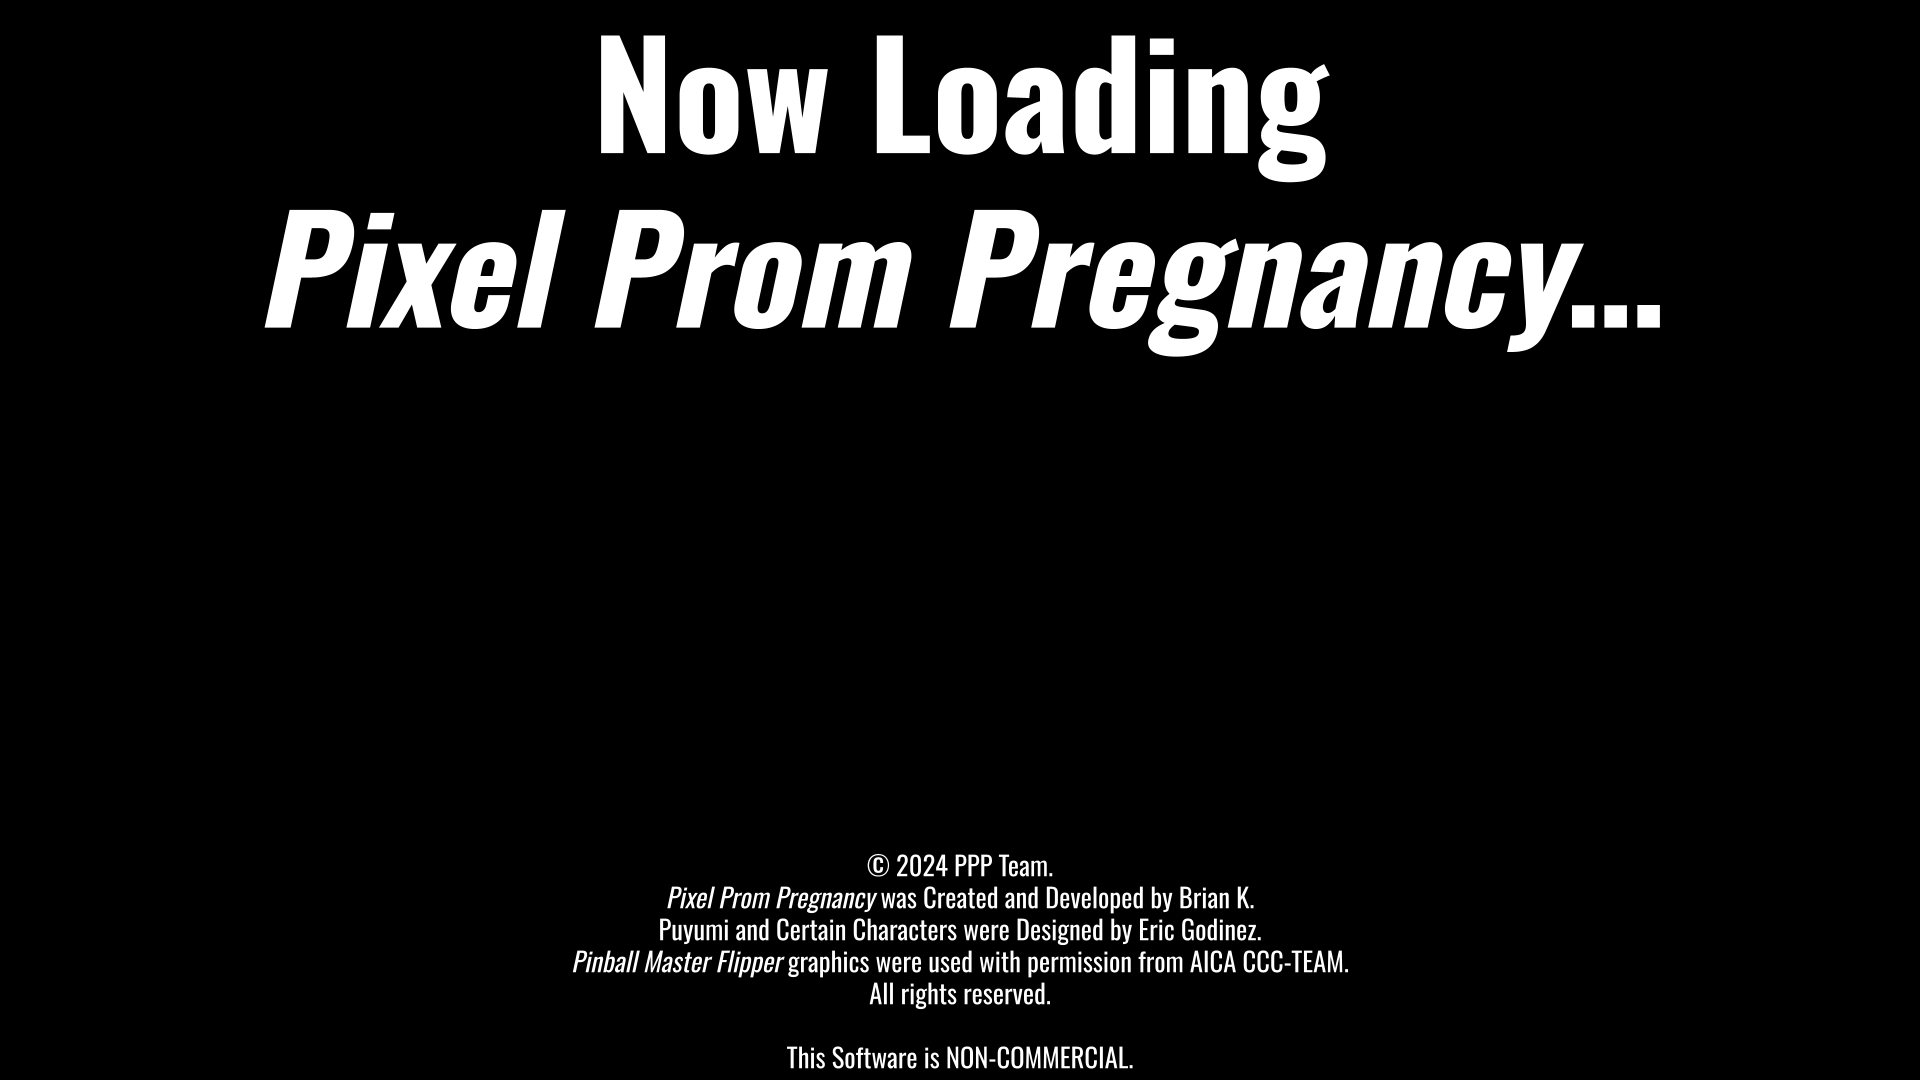 Now Loading
Pixel Prom Pregnancy...
© 2024 PPP Team.
Pixel Prom Pregnancy was Created and Developed by Brian K.
Puyumi and Certain Characters were Designed by Eric Godinez.
Pinball Master Flipper graphics were used with permission from AICA CCC-TEAM.
All rights reserved.
This Software is NON-COMMERCIAL.